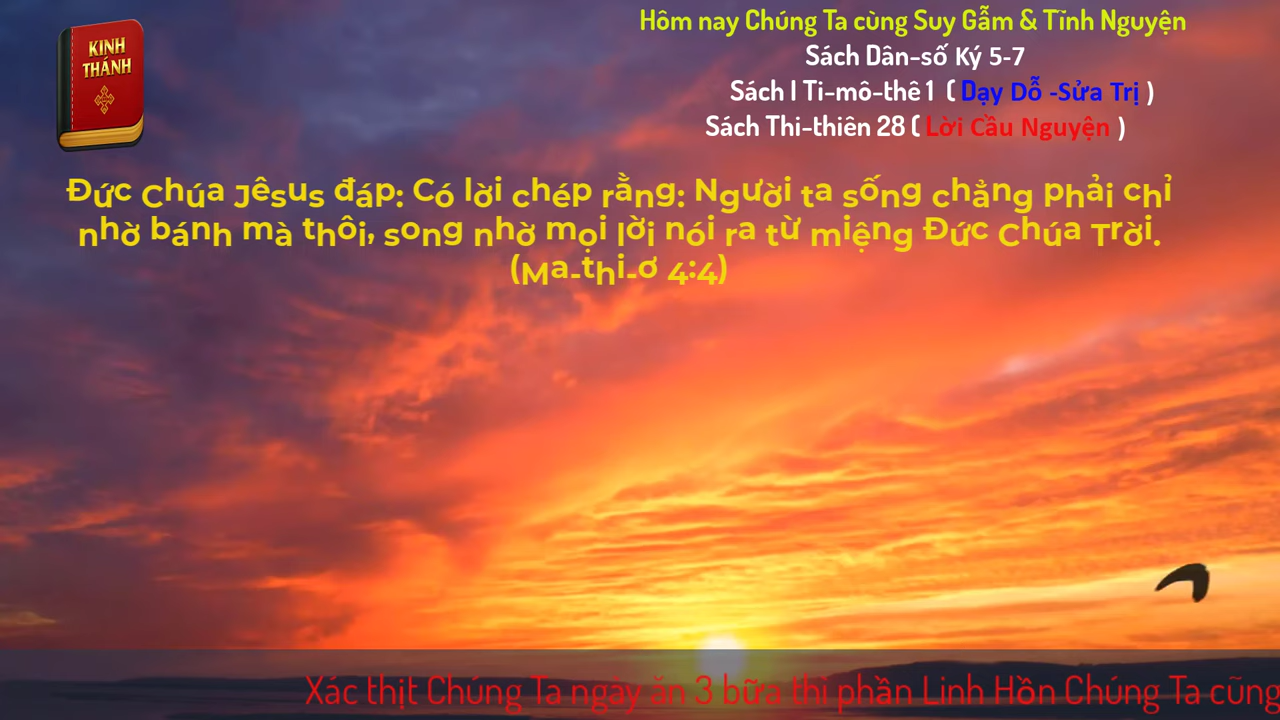 KINH
THÁNH
Hôm nay Chúng Ta cùng Suy Gẫm & Tĩnh Nguyện
Sách Dân-số Ký 5-7
Sách I Ti-mô-thê 1 ( Dạy Dỗ -Sửa Trị )
Sách Thi-thiên 28 ( Lời Cầu Nguyện )
Đức Chúa Jêsus đáp: Có lời chép rằng: Người ta sống chẳng phải chỉ
nhờ bánh mà thôi, song nhờ mọi lời nói ra từ miệng Đức Chúa Trời.
(Ma-thi-ơ 4:4)
Xác thịt Chúng Ta ngày ăn 3 bữa thì phần Linh Hồn Chúng Ta cũng